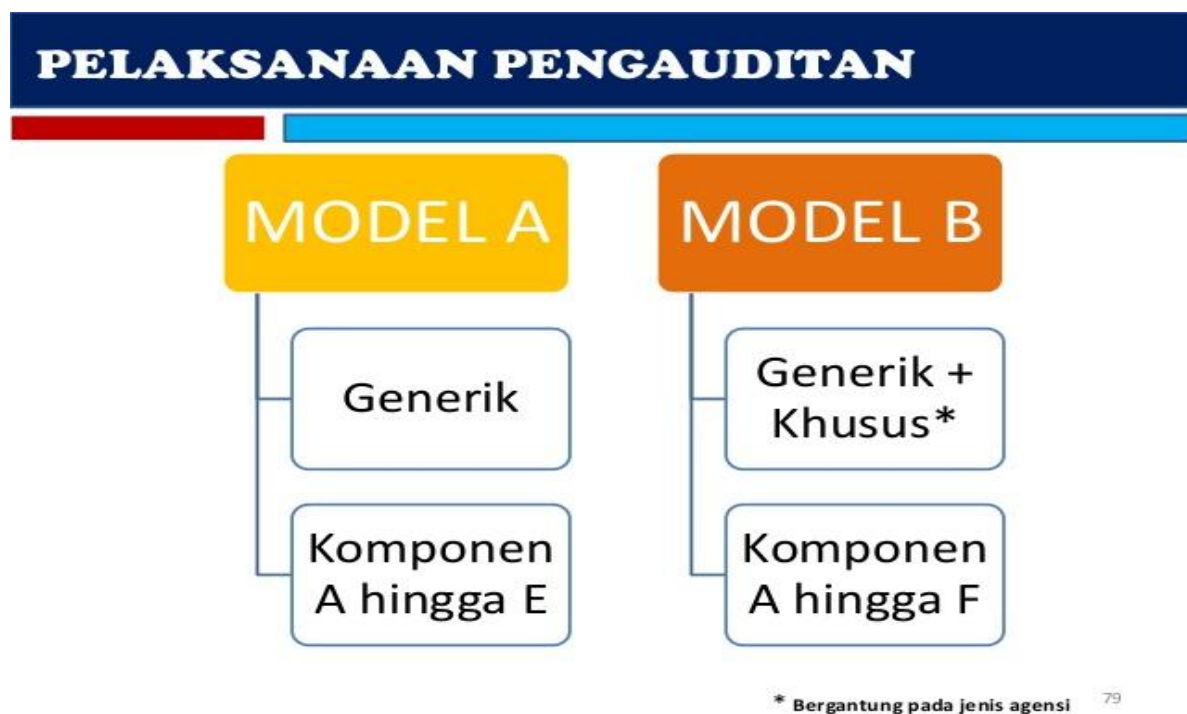 PELAKSANAAN PENGAUDITAN
MODEL A
Generik
Komponen
A hingga E
MODEL B
Generik +
Khusus*
Komponen
A hingga F
* Bergantung pada jenis agensi
79